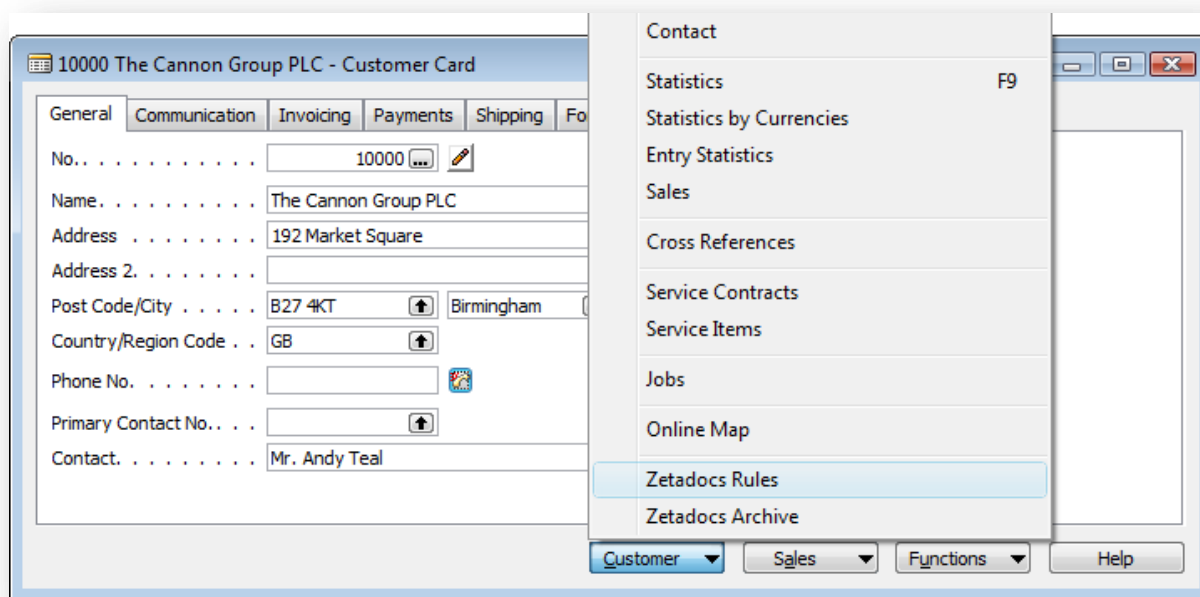 10000 The Cannon Group PLC - Customer Card
General Communication Invoicing Payments Shipping
No. 10000
Name The Cannon Group PLC
Address 192 Market Square
Address 2
Post Code/City B27 4KT Birmingham
Country/Region Code GB
Phone No.
Primary Contact No.
Contact Mr. Andy Teal
Contact
Statistics F9
Statistics by Currencies
Entry Statistics
Sales
Cross References
Service Contracts
Service Items
Jobs
Online Map
Zetadocs Rules
Zetadocs Archive
Customer Sales Functions Help